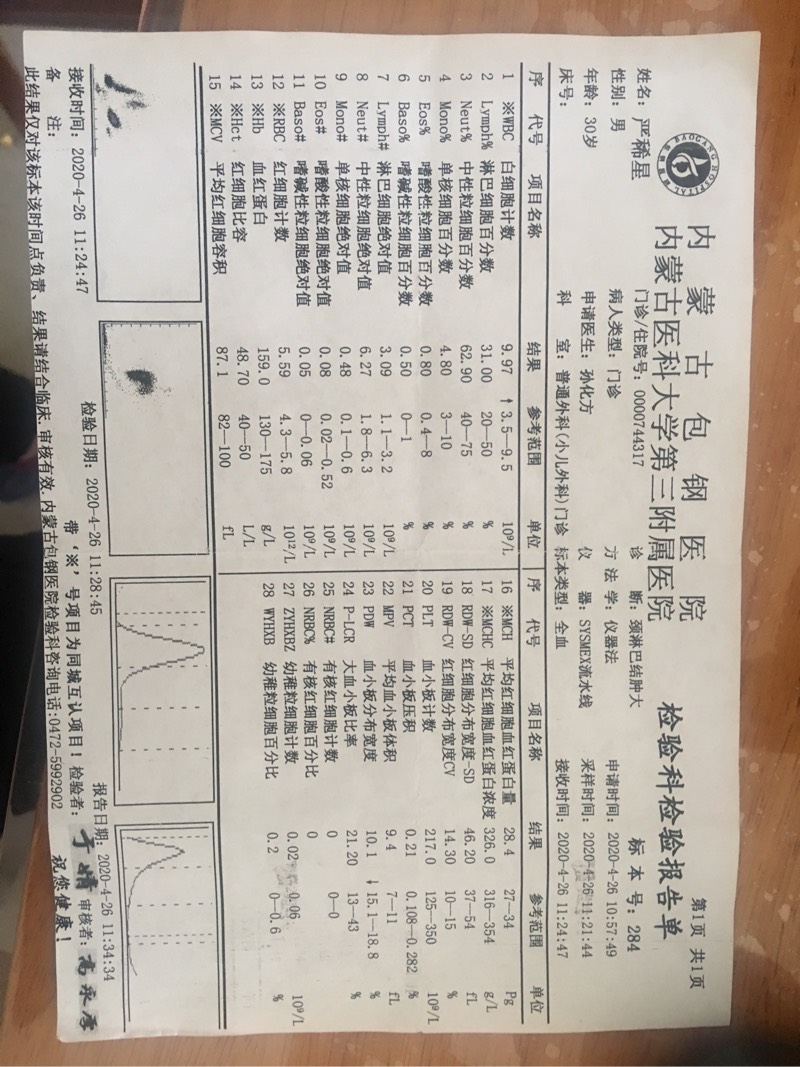 BAOGANG HOSPITAL
内蒙古包钢医院
内蒙古医科大学第三附属医院
检验科检验报告单
第1页 共1页
姓名: 严稀星 门诊/住院号: 0000744317 诊 断: 颈淋巴结肿大 标 本 号: 284
性别: 男 病人类型: 门诊 方 法 学: 仪器法 申请时间: 2020-4-26 10:57:49
年龄: 30岁 申请医生: 孙化方 仪 器: SYSMEX流水线 采样时间: 2020-4-26 11:21:44
床号: 科 室: 普通外科(小儿外科)门诊 标本类型: 全血 接收时间: 2020-4-26 11:24:47
序 代号 项目名称 结果 参考范围 单位 序 代号 项目名称 结果 参考范围 单位
1 ※WBC 白细胞计数 9.97 ↑ 3.5—9.5 10⁹/L 16 ※MCH 平均红细胞血红蛋白量 28.4 27—34 Pg
2 Lymph% 淋巴细胞百分数 31.00 20—50 % 17 ※MCHC 平均红细胞血红蛋白浓度 326.0 316—354 g/L
3 Neut% 中性粒细胞百分数 62.90 40—75 % 18 RDW-SD 红细胞分布宽度-SD 46.20 37—54 fL
4 Mono% 单核细胞百分数 4.80 3—10 % 19 RDW-CV 红细胞分布宽度CV 14.30 10—15 %
5 Eos% 嗜酸性粒细胞百分数 0.80 0.4—8 % 20 PLT 血小板计数 217.0 125—350 10⁹/L
6 Baso% 嗜碱性粒细胞百分数 0.50 0—1 % 21 PCT 血小板压积 0.21 0.108—0.282 %
7 Lymph# 淋巴细胞绝对值 3.09 1.1—3.2 10⁹/L 22 MPV 平均血小板体积 9.4 7—11 fL
8 Neut# 中性粒细胞绝对值 6.27 1.8—6.3 10⁹/L 23 PDW 血小板分布宽度 10.1 ↓ 15.1—18.8 %
9 Mono# 单核细胞绝对值 0.48 0.1—0.6 10⁹/L 24 P-LCR 大血小板比率 21.20 13—43 %
10 Eos# 嗜酸性粒细胞绝对值 0.08 0.02—0.52 10⁹/L 25 NRBC# 有核红细胞计数 0 0—0
11 Baso# 嗜碱性粒细胞绝对值 0.05 0—0.06 10⁹/L 26 NRBC% 有核红细胞百分比 0
12 ※RBC 红细胞计数 5.59 4.3—5.8 10¹²/L 27 ZYHXBZ 幼稚粒细胞计数 0.02 0.06 10⁹/L
13 ※Hb 血红蛋白 159.0 130—175 g/L 28 WYHXB 幼稚粒细胞百分比 0.2 0—0.6 %
14 ※Hct 红细胞比容 48.70 40—50 L/L
15 ※MCV 平均红细胞容积 87.1 82—100 fL
接收时间: 2020-4-26 11:24:47 检验日期: 2020-4-26 11:28:45 报告日期: 2020-4-26 11:34:34
备 注: 带‘※’号项目为同城互认项目! 检验者: 于婧 审核者:
此结果仅对该标本该时间点负责、结果请结合临床.审核有效. 内蒙古包钢医院检验科咨询电话:0472-5992902 祝您健康!